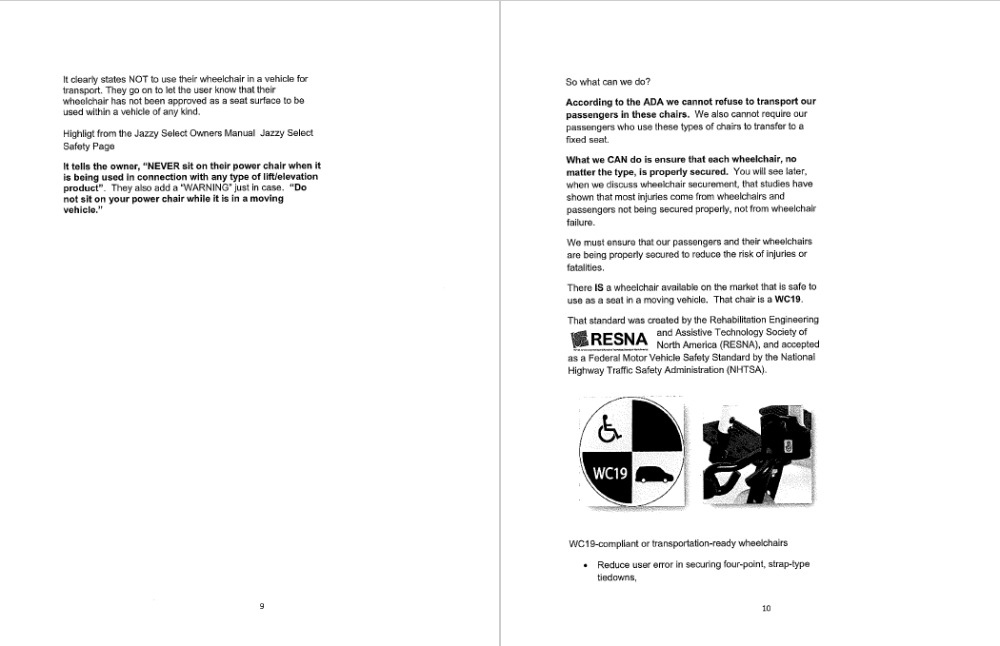 It clearly states NOT to use their wheelchair in a vehicle for
transport. They go on to let the user know that their
wheelchair has not been approved as a seat surface to be
used within a vehicle of any kind.
Highligt from the Jazzy Select Owners Manual Jazzy Select
Safety Page
It tells the owner, “NEVER sit on their power chair when it
is being used in connection with any type of lift/elevation
product”. They also add a “WARNING” just in case. “Do
not sit on your power chair while it is in a moving
vehicle.”
9
So what can we do?
According to the ADA we cannot refuse to transport our
passengers in these chairs. We also cannot require our
passengers who use these types of chairs to transfer to a
fixed seat.
What we CAN do is ensure that each wheelchair, no
matter the type, is properly secured. You will see later,
when we discuss wheelchair securement, that studies have
shown that most injuries come from wheelchairs and
passengers not being secured properly, not from wheelchair
failure.
We must ensure that our passengers and their wheelchairs
are being properly secured to reduce the risk of injuries or
fatalities.
There IS a wheelchair available on the market that is safe to
use as a seat in a moving vehicle. That chair is a WC19.
That standard was created by the Rehabilitation Engineering
and Assistive Technology Society of
RESNA
North America (RESNA), and accepted
as a Federal Motor Vehicle Safety Standard by the National
Highway Traffic Safety Administration (NHTSA).
WC19
WC19-compliant or transportation-ready wheelchairs
• Reduce user error in securing four-point, strap-type
tiedowns,
10